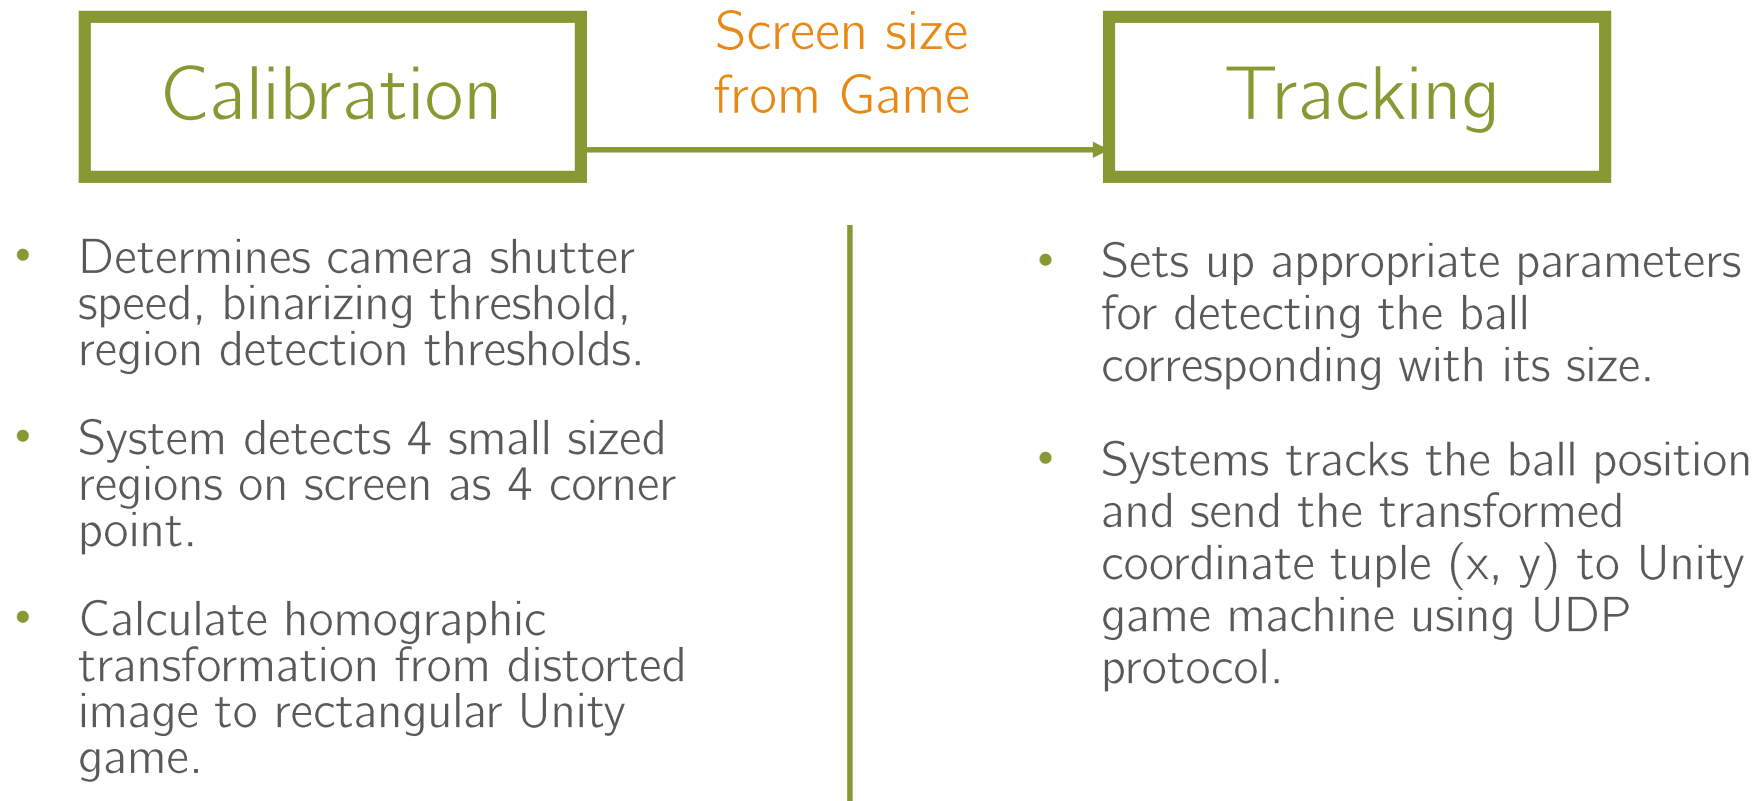 Calibration
Screen size
from Game
Tracking
• Determines camera shutter
speed, binarizing threshold,
region detection thresholds.
• System detects 4 small sized
regions on screen as 4 corner
point.
• Calculate homographic
transformation from distorted
image to rectangular Unity
game.
• Sets up appropriate parameters
for detecting the ball
corresponding with its size.
• Systems tracks the ball position
and send the transformed
coordinate tuple (x, y) to Unity
game machine using UDP
protocol.